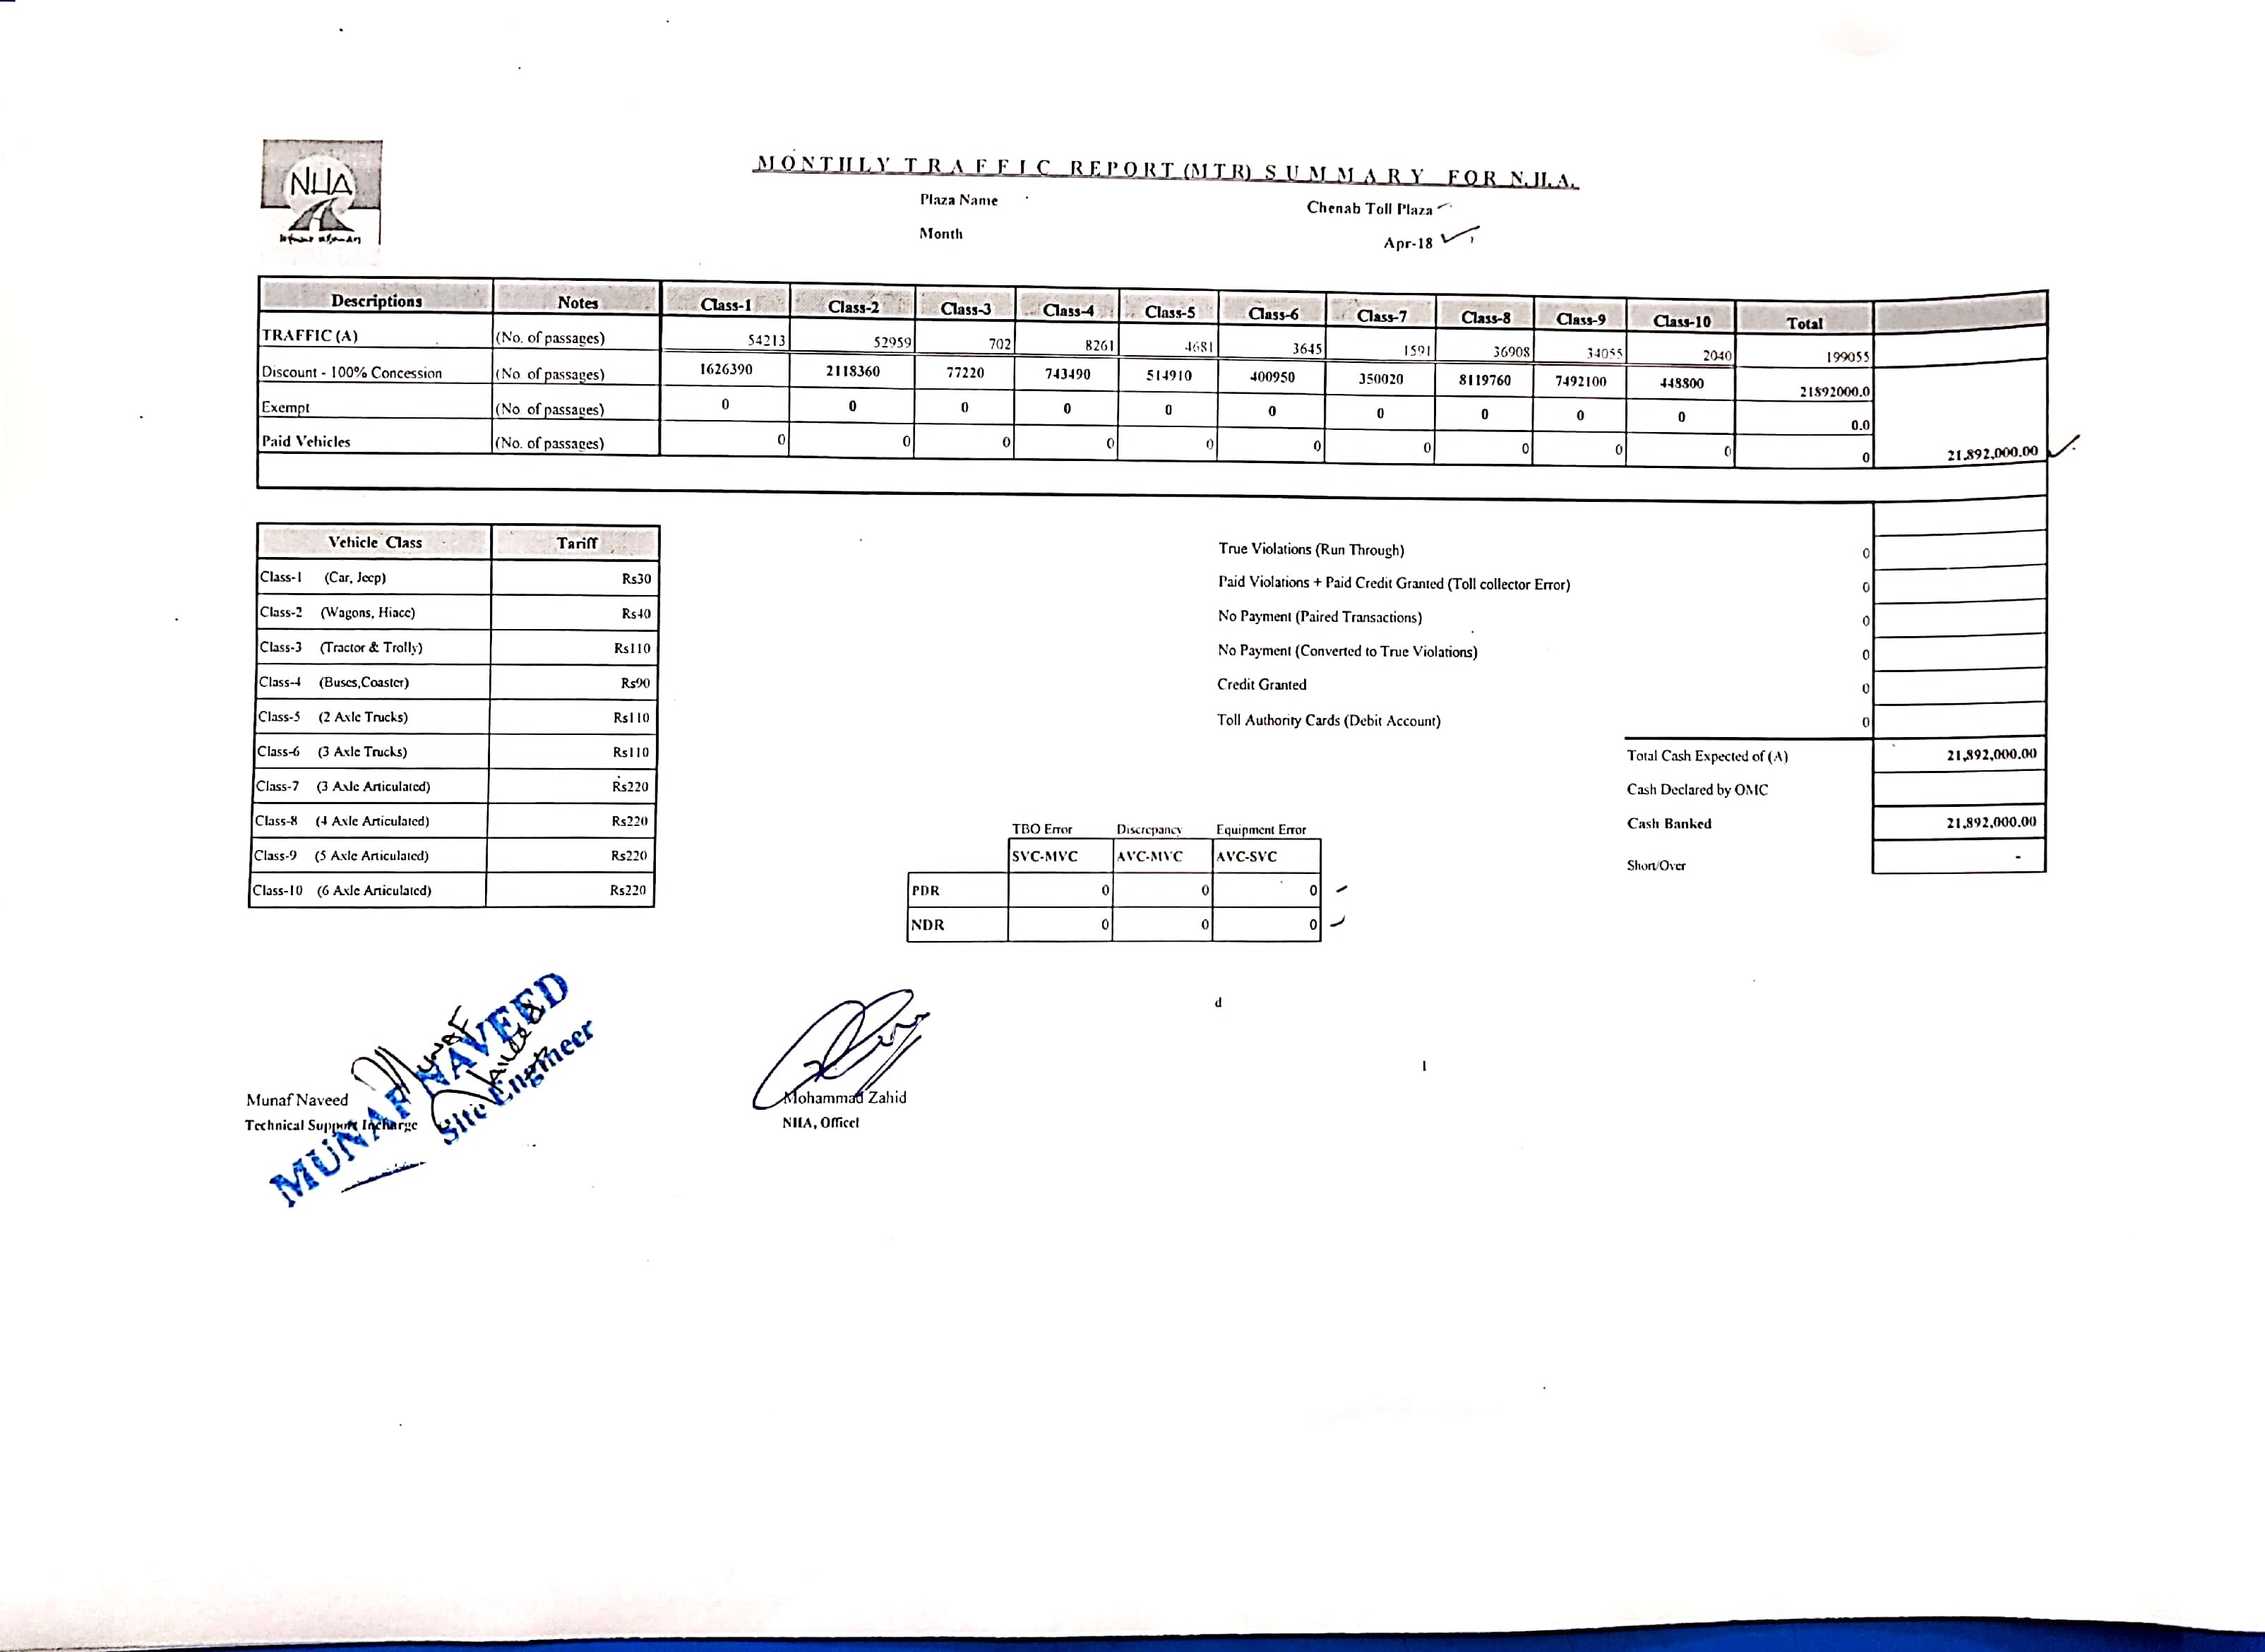 NHA
MONTHLY TRAFFIC REPORT (MTR) SUMMARY FOR N.H.A.
Plaza Name Chenab Toll Plaza
Month Apr-18
Descriptions Notes Class-1 Class-2 Class-3 Class-4 Class-5 Class-6 Class-7 Class-8 Class-9 Class-10 Total
TRAFFIC (A) (No. of passages) 54213 52959 702 8261 4681 3645 1591 36908 34055 2040 199055
Discount - 100% Concession (No of passages) 1626390 2118360 77220 743490 514910 400950 350020 8119760 7492100 448800 21892000.0
Exempt (No of passages) 0 0 0 0 0 0 0 0 0 0 0.0
Paid Vehicles (No. of passages) 0 0 0 0 0 0 0 0 0 0 0 21,892,000.00
Vehicle Class Tariff
Class-1 (Car, Jeep) Rs30
Class-2 (Wagons, Hiace) Rs40
Class-3 (Tractor & Trolly) Rs110
Class-4 (Buses,Coaster) Rs90
Class-5 (2 Axle Trucks) Rs110
Class-6 (3 Axle Trucks) Rs110
Class-7 (3 Axle Articulated) Rs220
Class-8 (4 Axle Articulated) Rs220
Class-9 (5 Axle Articulated) Rs220
Class-10 (6 Axle Articulated) Rs220
True Violations (Run Through) 0
Paid Violations + Paid Credit Granted (Toll collector Error) 0
No Payment (Paired Transactions) 0
No Payment (Converted to True Violations) 0
Credit Granted 0
Toll Authority Cards (Debit Account) 0
Total Cash Expected of (A) 21,892,000.00
Cash Declared by OMC
Cash Banked 21,892,000.00
Short/Over -
TBO Error Discrepancy Equipment Error
SVC-MVC AVC-MVC AVC-SVC
PDR 0 0 0
NDR 0 0 0
d
Munaf Naveed
MUNAF NAVEED
Site Engineer
Munaf Naveed
Technical Support Incharge
Mohammad Zahid
NHA, Officel